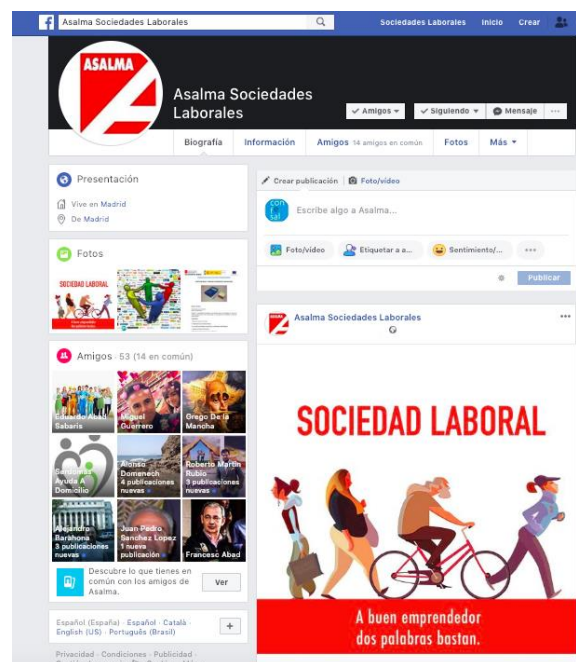 Asalma Sociedades Laborales
Sociedades Laborales Inicio Crear
ASALMA
Asalma Sociedades
Laborales
Amigos Siguiendo Mensaje ...
Biografía Información Amigos 14 amigos en común Fotos Más
Presentación
Vive en Madrid
De Madrid
Crear publicación Foto/vídeo
con
sal
Escribe algo a Asalma...
Foto/vídeo Etiquetar a a... Sentimiento/... ...
Publicar
Fotos
SOCIEDAD LABORAL
Amigos · 53 (14 en común)
Eduardo Abad
Sabaris
Miguel
Guerrero
Grego De la
Mancha
Ayuda A
Domicilio
Alonso
Domenech
4 publicaciones
nuevas
Roberto Martín
Rubio
3 publicaciones
nuevas
Alejandro
Barahona
3 publicaciones
nuevas
Juan Pedro
Sanchez Lopez
1 nueva
publicación
Francesc Abad
Descubre lo que tienes en
común con los amigos de
Asalma.
Ver
Español (España) · Español · Català ·
English (US) · Português (Brasil)
+
Privacidad · Condiciones · Publicidad ·
ASALMA
Asalma Sociedades Laborales
...
SOCIEDAD LABORAL
A buen emprendedor
dos palabras bastan.